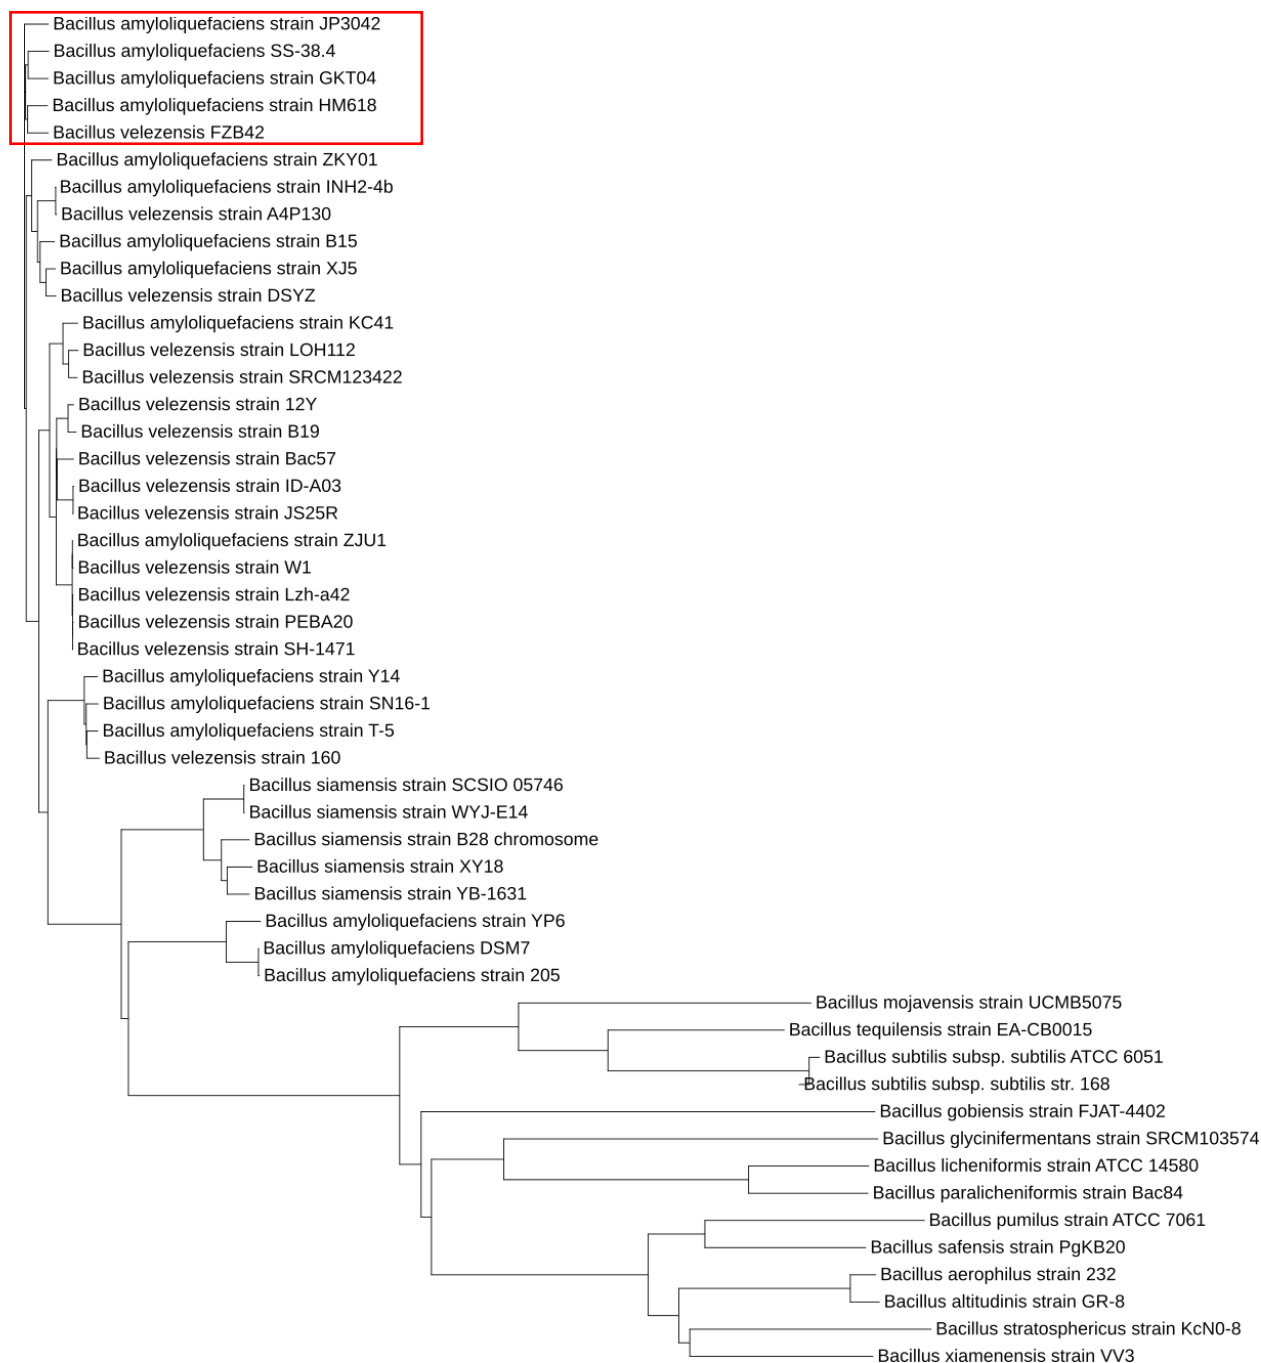 Bacillus amyloliquefaciens strain JP3042
Bacillus amyloliquefaciens SS-38.4
Bacillus amyloliquefaciens strain GKT04
Bacillus amyloliquefaciens strain HM618
Bacillus velezensis FZB42
Bacillus amyloliquefaciens strain ZKY01
Bacillus amyloliquefaciens strain INH2-4b
Bacillus velezensis strain A4P130
Bacillus amyloliquefaciens strain B15
Bacillus amyloliquefaciens strain XJ5
Bacillus velezensis strain DSYZ
Bacillus amyloliquefaciens strain KC41
Bacillus velezensis strain LOH112
Bacillus velezensis strain SRCM123422
Bacillus velezensis strain 12Y
Bacillus velezensis strain B19
Bacillus velezensis strain Bac57
Bacillus velezensis strain ID-A03
Bacillus velezensis strain JS25R
Bacillus amyloliquefaciens strain ZJU1
Bacillus velezensis strain W1
Bacillus velezensis strain Lzh-a42
Bacillus velezensis strain PEBA20
Bacillus velezensis strain SH-1471
Bacillus amyloliquefaciens strain Y14
Bacillus amyloliquefaciens strain SN16-1
Bacillus amyloliquefaciens strain T-5
Bacillus velezensis strain 160
Bacillus siamensis strain SCSIO 05746
Bacillus siamensis strain WYJ-E14
Bacillus siamensis strain B28 chromosome
Bacillus siamensis strain XY18
Bacillus siamensis strain YB-1631
Bacillus amyloliquefaciens strain YP6
Bacillus amyloliquefaciens DSM7
Bacillus amyloliquefaciens strain 205
Bacillus mojavensis strain UCMB5075
Bacillus tequilensis strain EA-CB0015
Bacillus subtilis subsp. subtilis ATCC 6051
Bacillus subtilis subsp. subtilis str. 168
Bacillus gobiensis strain FJAT-4402
Bacillus glycinifermentans strain SRCM103574
Bacillus licheniformis strain ATCC 14580
Bacillus paralicheniformis strain Bac84
Bacillus pumilus strain ATCC 7061
Bacillus safensis strain PgKB20
Bacillus aerophilus strain 232
Bacillus altitudinis strain GR-8
Bacillus stratosphericus strain KcN0-8
Bacillus xiamenensis strain VV3